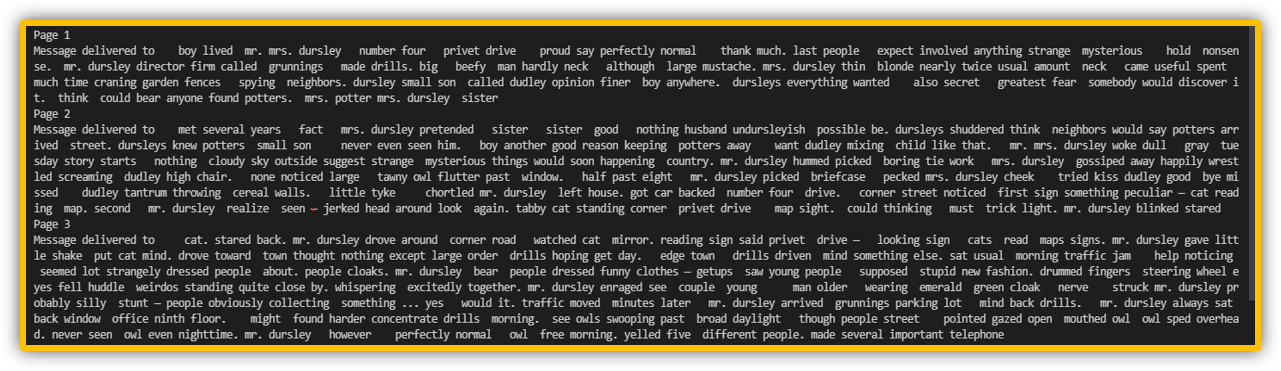 Page 1
Message delivered to    boy lived  mr. mrs. dursley   number four   privet drive    proud say perfectly normal    thank much. last people   expect involved anything strange  mysterious    hold  nonsen
se.  mr. dursley director firm called  grunnings   made drills. big   beefy  man hardly neck   although  large mustache. mrs. dursley thin  blonde nearly twice usual amount  neck   came useful spent
much time craning garden fences   spying  neighbors. dursley small son  called dudley opinion finer  boy anywhere.  dursleys everything wanted    also secret   greatest fear  somebody would discover i
t.  think  could bear anyone found potters.  mrs. potter mrs. dursley  sister
Page 2
Message delivered to    met several years   fact   mrs. dursley pretended   sister   sister  good   nothing husband undursleyish  possible be. dursleys shuddered think  neighbors would say potters arr
ived  street. dursleys knew potters  small son     never even seen him.  boy another good reason keeping  potters away    want dudley mixing  child like that.   mr. mrs. dursley woke dull   gray  tue
sday story starts   nothing  cloudy sky outside suggest strange  mysterious things would soon happening  country. mr. dursley hummed picked  boring tie work   mrs. dursley  gossiped away happily wrest
led screaming  dudley high chair.   none noticed large   tawny owl flutter past  window.  half past eight   mr. dursley picked  briefcase   pecked mrs. dursley cheek    tried kiss dudley good  bye mi
ssed    dudley tantrum throwing  cereal walls.   little tyke     chortled mr. dursley  left house. got car backed  number four  drive.   corner street noticed  first sign something peculiar — cat read
ing  map. second   mr. dursley  realize  seen — jerked head around look  again. tabby cat standing corner  privet drive    map sight.  could thinking   must  trick light. mr. dursley blinked stared
Page 3
Message delivered to     cat. stared back. mr. dursley drove around  corner road   watched cat  mirror. reading sign said privet  drive —   looking sign   cats  read  maps signs. mr. dursley gave litt
le shake  put cat mind. drove toward  town thought nothing except large order  drills hoping get day.   edge town   drills driven  mind something else. sat usual  morning traffic jam    help noticing
 seemed lot strangely dressed people  about. people cloaks. mr. dursley  bear  people dressed funny clothes — getups  saw young people   supposed  stupid new fashion. drummed fingers  steering wheel e
yes fell huddle  weirdos standing quite close by. whispering  excitedly together. mr. dursley enraged see  couple  young      man older   wearing  emerald  green cloak   nerve    struck mr. dursley pr
obably silly  stunt — people obviously collecting  something ... yes   would it. traffic moved  minutes later   mr. dursley arrived  grunnings parking lot   mind back drills.   mr. dursley always sat
back window  office ninth floor.    might  found harder concentrate drills  morning.  see owls swooping past  broad daylight   though people street    pointed gazed open  mouthed owl  owl sped overhea
d. never seen  owl even nighttime. mr. dursley   however    perfectly normal   owl  free morning. yelled five  different people. made several important telephone